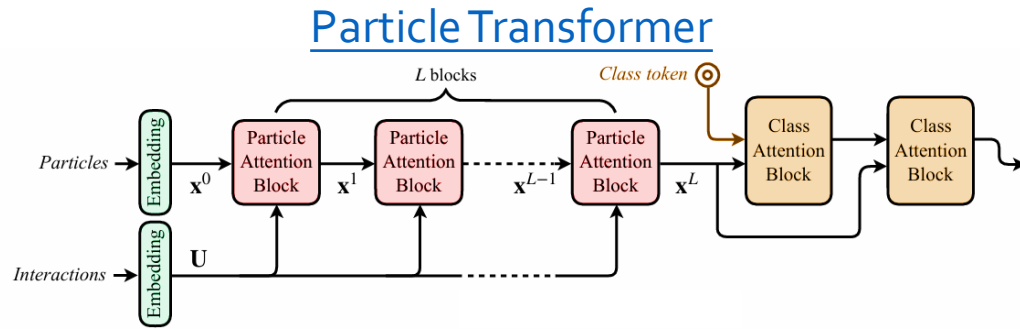 Particle Transformer
L blocks
Class token
Particles
Embedding
x⁰
Particle
Attention
Block
x¹
Particle
Attention
Block
xᴸ⁻¹
Particle
Attention
Block
xᴸ
Class
Attention
Block
Class
Attention
Block
Interactions
Embedding
U